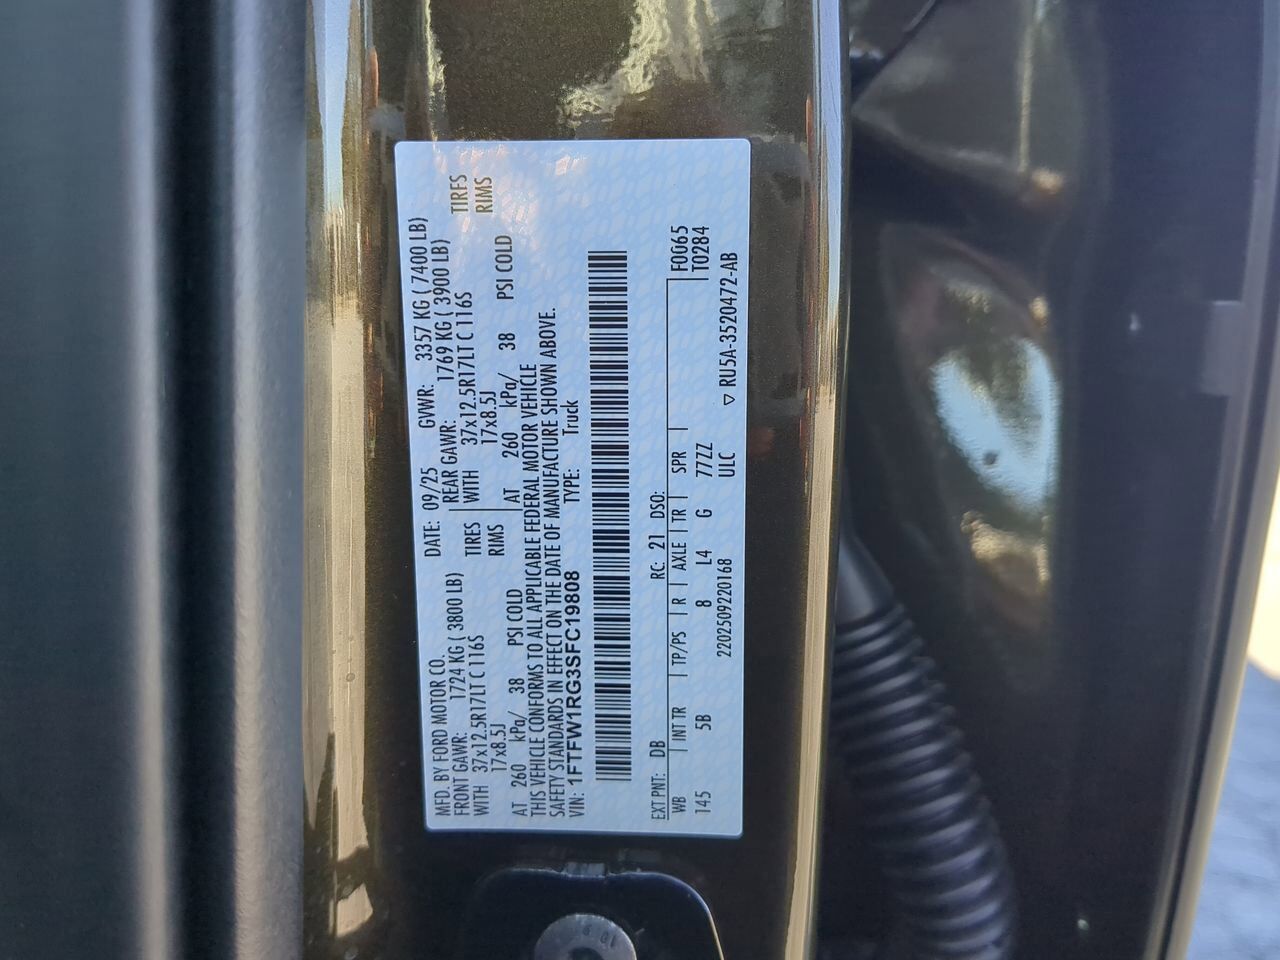 MFD. BY FORD MOTOR CO. DATE: 09/25 GVWR: 3357 KG ( 7400 LB)
FRONT GAWR: 1724 KG ( 3800 LB) REAR GAWR: 1769 KG ( 3900 LB)
WITH 37x12.5R17LT C 116S TIRES WITH 37x12.5R17LT C 116S TIRES
17x8.5J RIMS 17x8.5J RIMS
AT 260 kPa/ 38 PSI COLD AT 260 kPa/ 38 PSI COLD
THIS VEHICLE CONFORMS TO ALL APPLICABLE FEDERAL MOTOR VEHICLE
SAFETY STANDARDS IN EFFECT ON THE DATE OF MANUFACTURE SHOWN ABOVE.
VIN: 1FTFW1RG3SFC19808 TYPE: Truck
EXT PNT: DB RC: 21 DSO: F0065
WB INT TR TP/PS R AXLE TR SPR T0284
145 5B 8 L4 G 77ZZ
2202509220168 ULC ▽ RU5A-3520472-AB